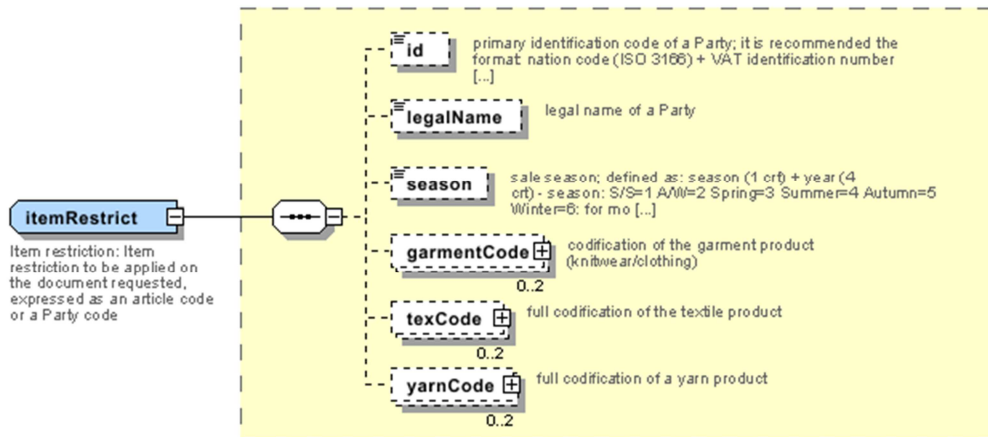 id
primary identification code of a Party; it is recommended the
format: nation code (ISO 3166) + VAT identification number
[...]
legalName
legal name of a Party
season
sale season; defined as: season (1 crt) + year (4
crt) - season: S/S=1 A/W=2 Spring=3 Summer=4 Autumn=5
Winter=6: for mo [...]
itemRestrict
Item restriction: Item
restriction to be applied on
the document requested,
expressed as an article code
or a Party code
garmentCode
codification of the garment product
(knitwear/clothing)
0..2
texCode
full codification of the textile product
0..2
yarnCode
full codification of a yarn product
0..2